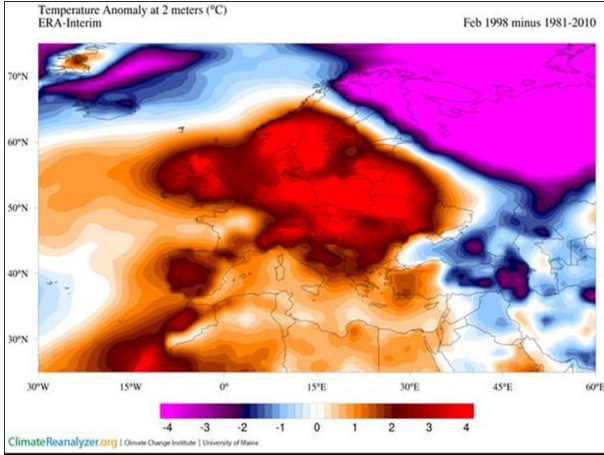 Temperature Anomaly at 2 meters (°C)
ERA-Interim
Feb 1998 minus 1981-2010
70°N
60°N
50°N
40°N
30°N
30°W 15°W 0° 15°E 30°E 45°E 60°E
-4 -3 -2 -1 0 1 2 3 4
ClimateReanalyzer.org | Climate Change Institute | University of Maine